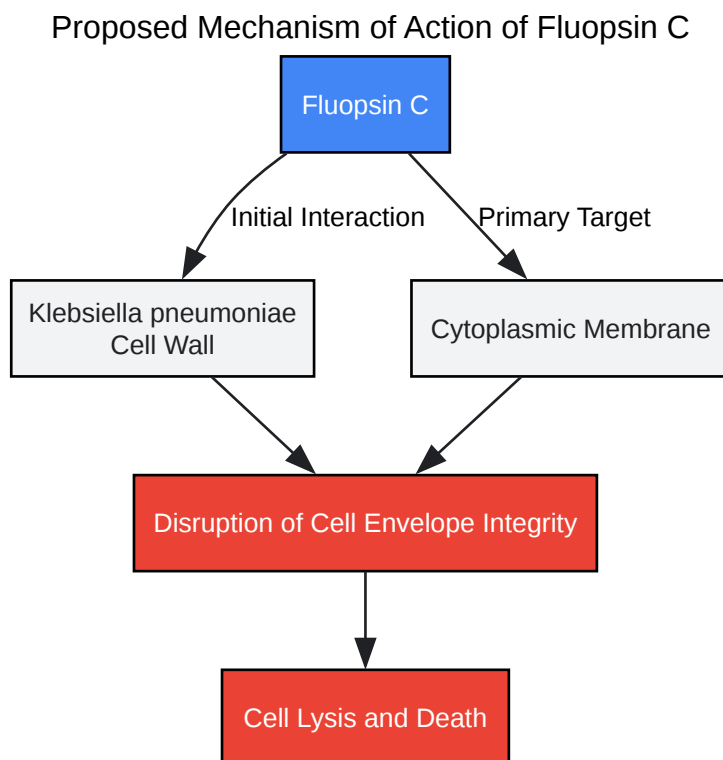 Proposed Mechanism of Action of Fluopsin C
Fluopsin C
Initial Interaction
Primary Target
Klebsiella pneumoniae
Cell Wall
Cytoplasmic Membrane
Disruption of Cell Envelope Integrity
Cell Lysis and Death